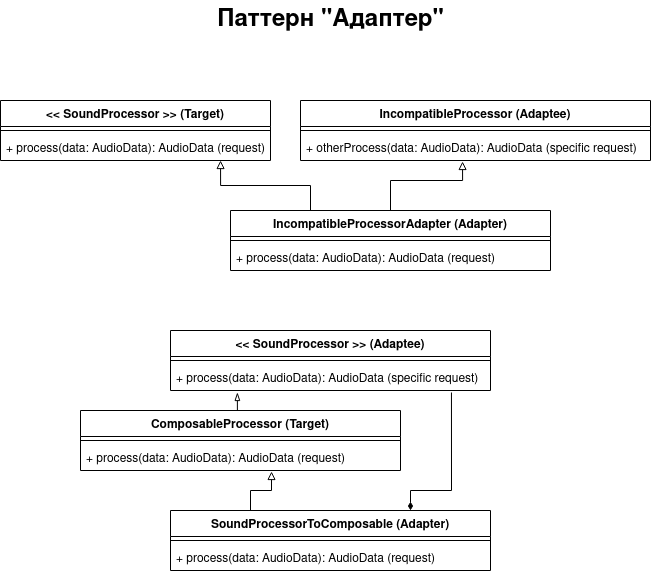 Паттерн "Адаптер"
<< SoundProcessor >> (Target)
+ process(data: AudioData): AudioData (request)
IncompatibleProcessor (Adaptee)
+ otherProcess(data: AudioData): AudioData (specific request)
IncompatibleProcessorAdapter (Adapter)
+ process(data: AudioData): AudioData (request)
<< SoundProcessor >> (Adaptee)
+ process(data: AudioData): AudioData (specific request)
ComposableProcessor (Target)
+ process(data: AudioData): AudioData (request)
SoundProcessorToComposable (Adapter)
+ process(data: AudioData): AudioData (request)